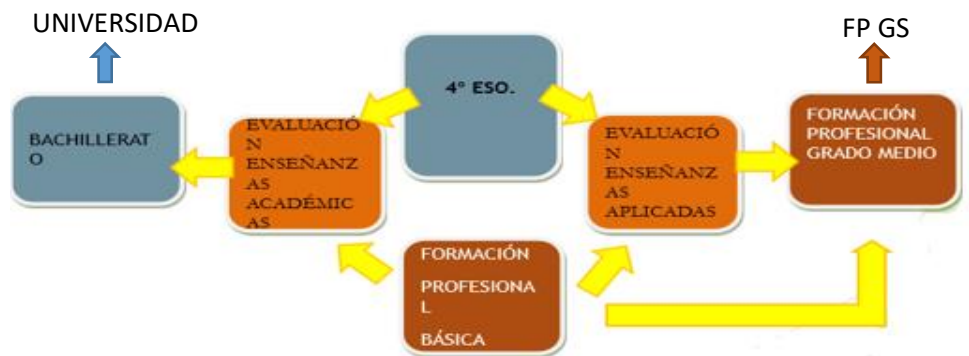 UNIVERSIDAD
FP GS
4º ESO.
BACHILLERAT
O
EVALUACIÓ
N
ENSEÑANZ
AS
ACADÉMIC
AS
EVALUACIÓ
N
ENSEÑANZ
AS
APLICADAS
FORMACIÓN
PROFESIONAL
GRADO MEDIO
FORMACIÓN
PROFESIONA
L
BÁSICA